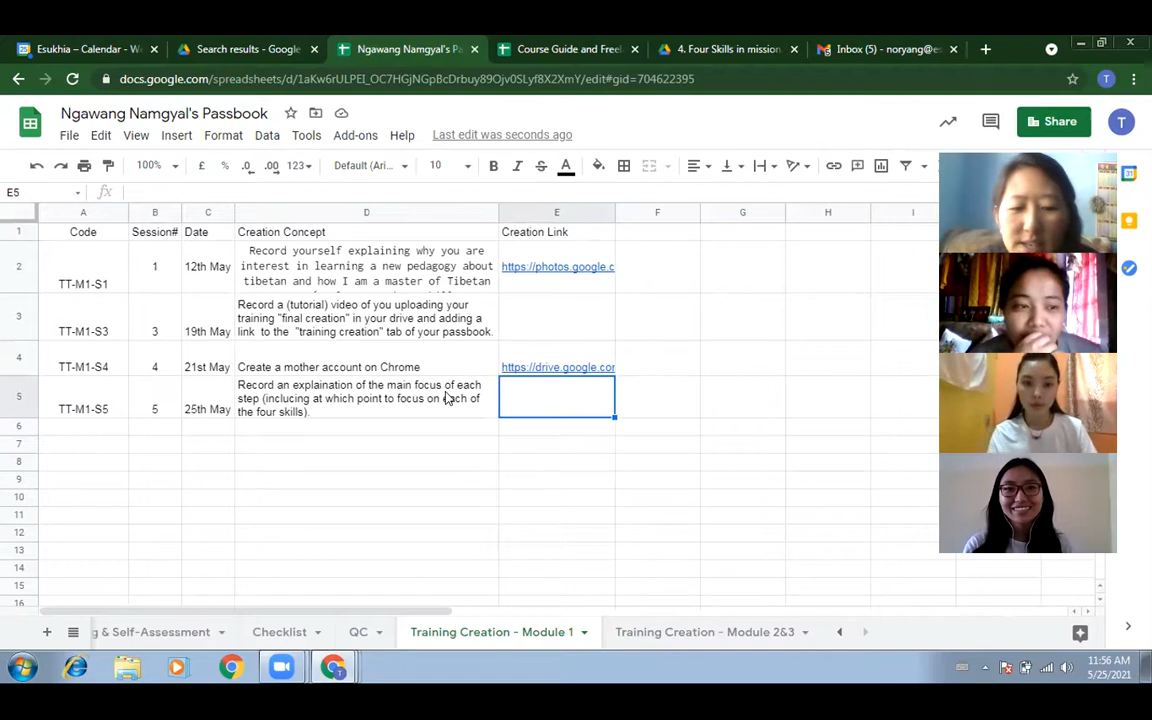 Esukhia – Calendar - W
Search results - Google
Ngawang Namgyal's Pa
Course Guide and Freel
4. Four Skills in mission
Inbox (5) - noryang@es
docs.google.com/spreadsheets/d/1aKw6rULPEI_OC7HGjNGpBcDrbuy89Ojv0SLyf8X2XmY/edit#gid=704622395
T
Ngawang Namgyal's Passbook
File Edit View Insert Format Data Tools Add-ons Help Last edit was seconds ago
Share
T
100% £ % .0 .00 123 Default (Ari... 10 B I S A
E5 fx
A B C D E F G H I
1 Code Session# Date Creation Concept Creation Link
Record yourself explaining why you are
2 1 12th May interest in learning a new pedagogy about https://photos.google.c
TT-M1-S1 tibetan and how I am a master of Tibetan
Record a (tutorial) video of you uploading your
3 training "final creation" in your drive and adding a
TT-M1-S3 3 19th May link to the "training creation" tab of your passbook.
4
TT-M1-S4 4 21st May Create a mother account on Chrome https://drive.google.cor
Record an explaination of the main focus of each
5 step (inclucing at which point to focus on each of
TT-M1-S5 5 25th May the four skills).
6
7
8
9
10
11
12
13
14
15
16
g & Self-Assessment Checklist QC Training Creation - Module 1 Training Creation - Module 2&3
11:56 AM
5/25/2021